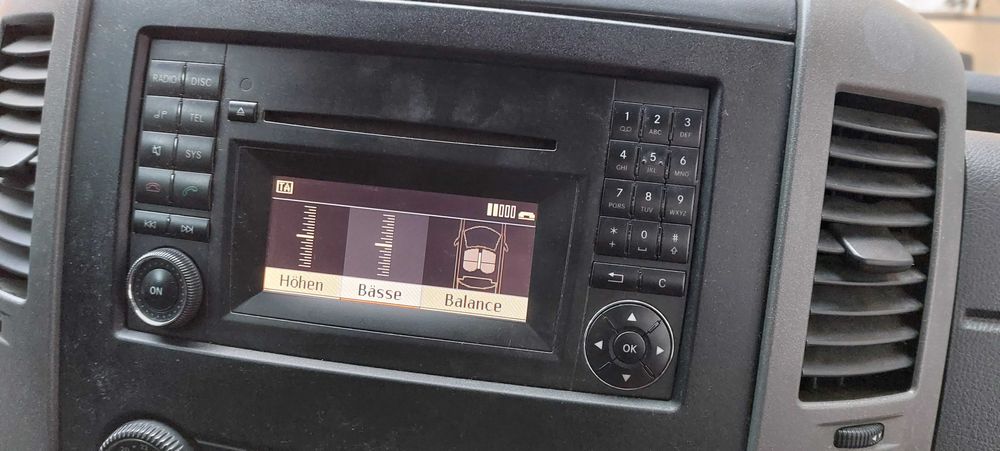 RADIO DISC
TEL
SYS
ON
TA
Höhen Bässe Balance
1 2 3
ABC DEF
4 5 6
GHI JKL MNO
7 8 9
PQRS TUV WXYZ
* 0 #
+
C
OK